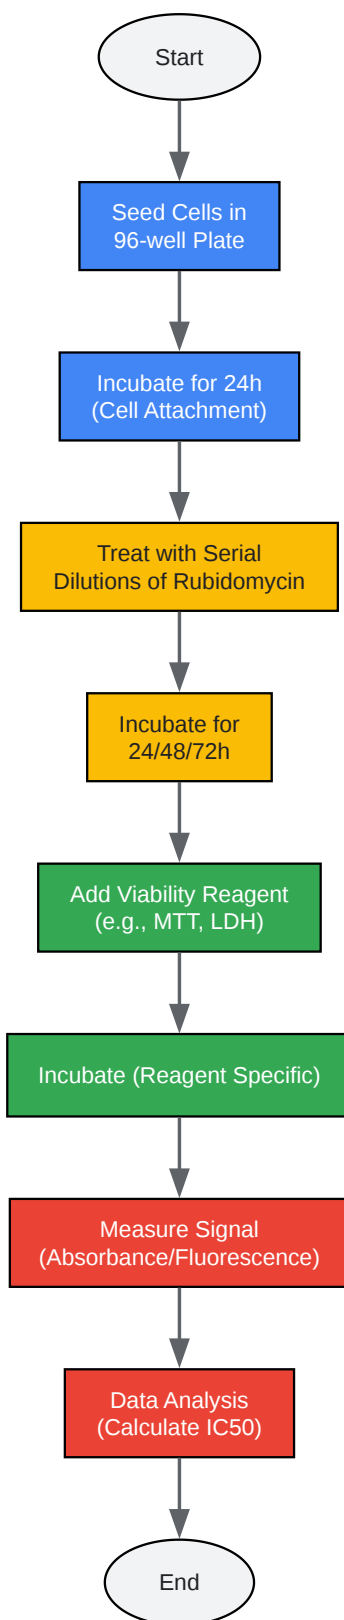 Start
Seed Cells in
96-well Plate
Incubate for 24h
(Cell Attachment)
Treat with Serial
Dilutions of Rubidomycin
Incubate for
24/48/72h
Add Viability Reagent
(e.g., MTT, LDH)
Incubate (Reagent Specific)
Measure Signal
(Absorbance/Fluorescence)
Data Analysis
(Calculate IC50)
End